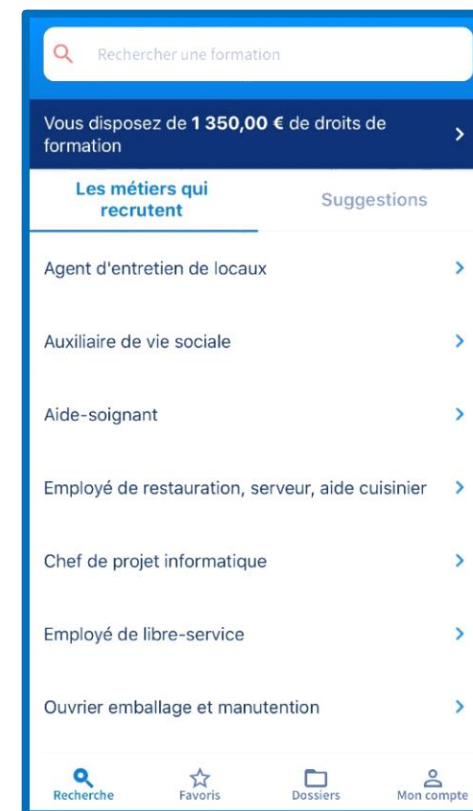 Rechercher une formation
Vous disposez de 1 350,00 € de droits de
formation
Les métiers qui
recrutent
Suggestions
Agent d'entretien de locaux
Auxiliaire de vie sociale
Aide-soignant
Employé de restauration, serveur, aide cuisinier
Chef de projet informatique
Employé de libre-service
Ouvrier emballage et manutention
Recherche
Favoris
Dossiers
Mon compte